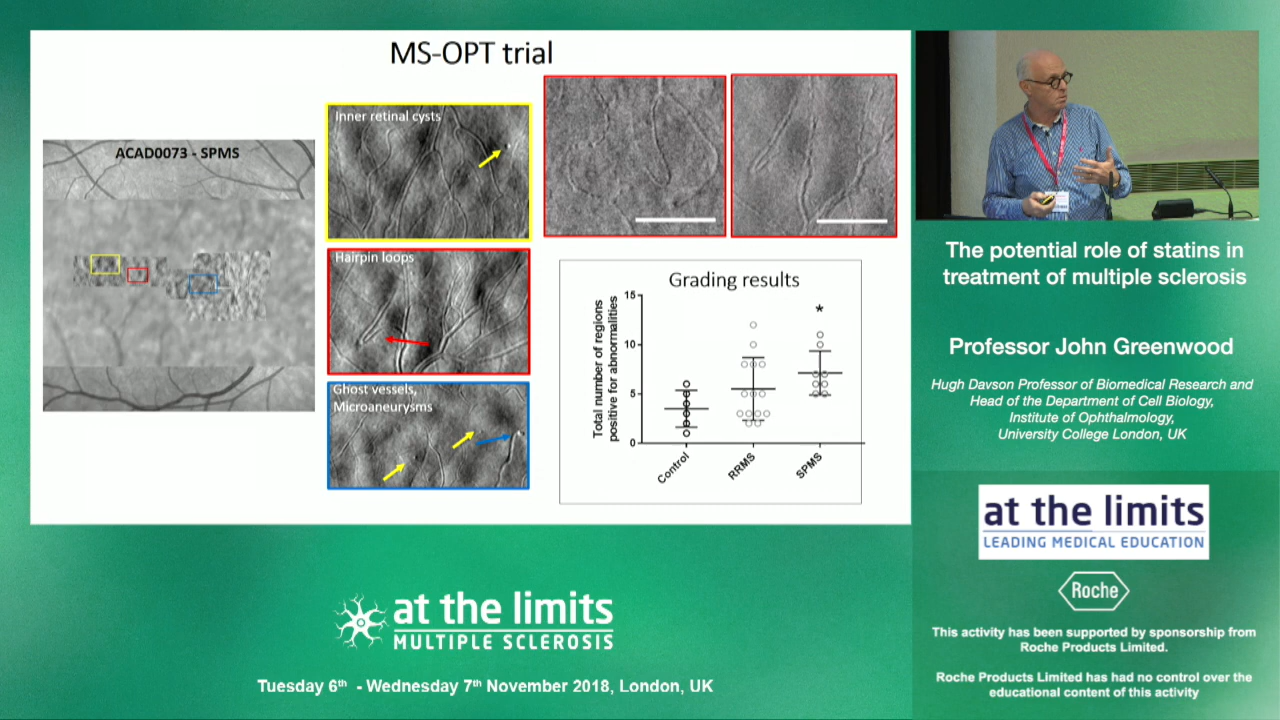 MS-OPT trial
ACAD0073 - SPMS
Inner retinal cysts
Hairpin loops
Ghost vessels,
Microaneurysms
Grading results
Total number of regions
positive for abnormalities
15
10
5
0
*
Control
RRMS
SPMS
The potential role of statins in
treatment of multiple sclerosis
Professor John Greenwood
Hugh Davson Professor of Biomedical Research and
Head of the Department of Cell Biology,
Institute of Ophthalmology,
University College London, UK
at the limits
LEADING MEDICAL EDUCATION
Roche
This activity has been supported by sponsorship from
Roche Products Limited.
Roche Products Limited has had no control over the
educational content of this activity
at the limits
MULTIPLE SCLEROSIS
Tuesday 6th - Wednesday 7th November 2018, London, UK